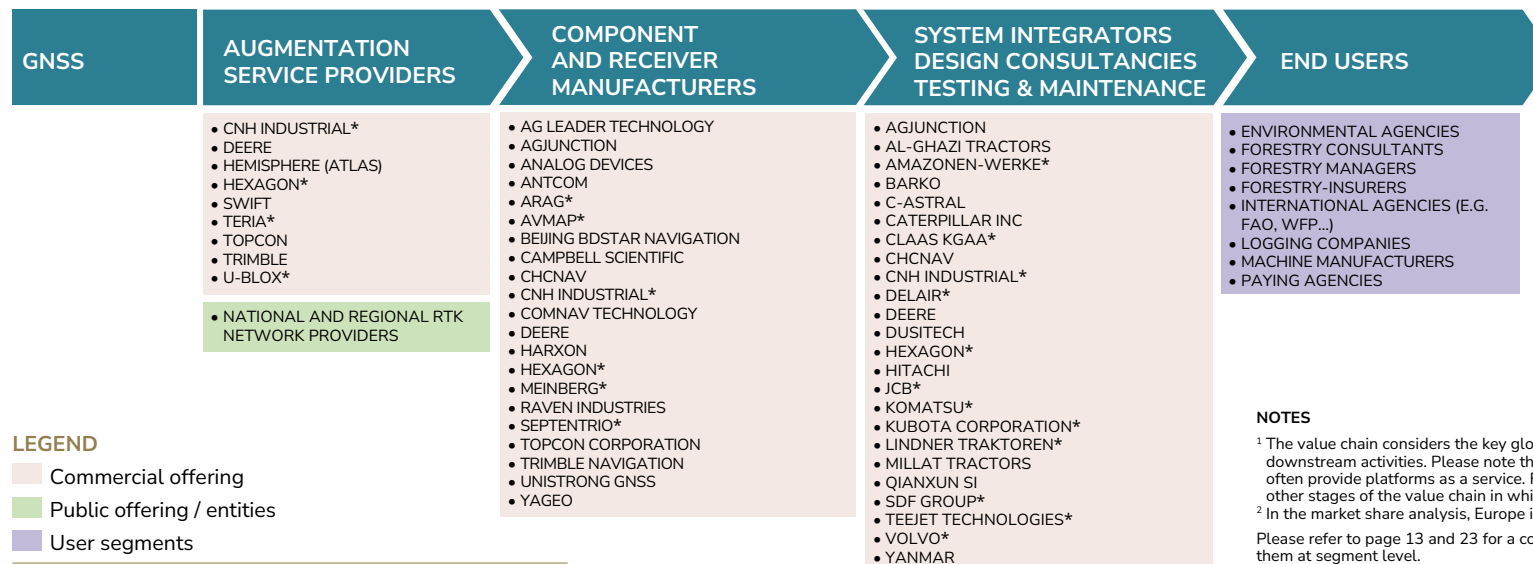 GNSS
AUGMENTATION
SERVICE PROVIDERS
COMPONENT
AND RECEIVER
MANUFACTURERS
SYSTEM INTEGRATORS
DESIGN CONSULTANCIES
TESTING & MAINTENANCE
END USERS
• CNH INDUSTRIAL*
• DEERE
• HEMISPHERE (ATLAS)
• HEXAGON*
• SWIFT
• TERIA*
• TOPCON
• TRIMBLE
• U-BLOX*
• NATIONAL AND REGIONAL RTK
NETWORK PROVIDERS
• AG LEADER TECHNOLOGY
• AGJUNCTION
• ANALOG DEVICES
• ANTCOM
• ARAG*
• AVMAP*
• BEIJING BDSTAR NAVIGATION
• CAMPBELL SCIENTIFIC
• CHCNAV
• CNH INDUSTRIAL*
• COMNAV TECHNOLOGY
• DEERE
• HARXON
• HEXAGON*
• MEINBERG*
• RAVEN INDUSTRIES
• SEPTENTRIO*
• TOPCON CORPORATION
• TRIMBLE NAVIGATION
• UNISTRONG GNSS
• YAGEO
• AGJUNCTION
• AL-GHAZI TRACTORS
• AMAZONEN-WERKE*
• BARKO
• C-ASTRAL
• CATERPILLAR INC
• CLAAS KGAA*
• CHCNAV
• CNH INDUSTRIAL*
• DELAIR*
• DEERE
• DUSITECH
• HEXAGON*
• HITACHI
• JCB*
• KOMATSU*
• KUBOTA CORPORATION*
• LINDNER TRAKTOREN*
• MILLAT TRACTORS
• QIANXUN SI
• SDF GROUP*
• TEEJET TECHNOLOGIES*
• VOLVO*
• YANMAR
• ENVIRONMENTAL AGENCIES
• FORESTRY CONSULTANTS
• FORESTRY MANAGERS
• FORESTRY-INSURERS
• INTERNATIONAL AGENCIES (E.G.
FAO, WFP...)
• LOGGING COMPANIES
• MACHINE MANUFACTURERS
• PAYING AGENCIES
LEGEND
Commercial offering
Public offering / entities
User segments
NOTES
¹ The value chain considers the key glo
downstream activities. Please note th
often provide platforms as a service. F
other stages of the value chain in whi
² In the market share analysis, Europe i
Please refer to page 13 and 23 for a co
them at segment level.